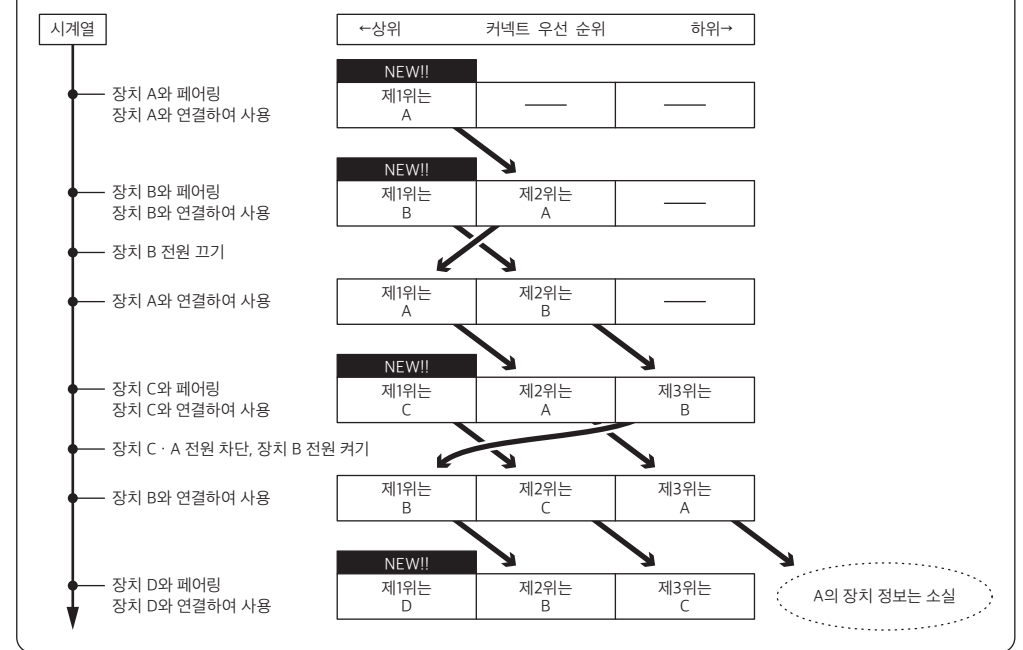 시계열
←상위 커넥트 우선 순위 하위→
NEW!!
장치 A와 페어링
장치 A와 연결하여 사용
제1위는
A
NEW!!
장치 B와 페어링
장치 B와 연결하여 사용
제1위는
B
제2위는
A
장치 B 전원 끄기
장치 A와 연결하여 사용
제1위는
A
제2위는
B
NEW!!
장치 C와 페어링
장치 C와 연결하여 사용
제1위는
C
제2위는
A
제3위는
B
장치 C · A 전원 차단, 장치 B 전원 켜기
장치 B와 연결하여 사용
제1위는
B
제2위는
C
제3위는
A
NEW!!
장치 D와 페어링
장치 D와 연결하여 사용
제1위는
D
제2위는
B
제3위는
C
A의 장치 정보는 소실